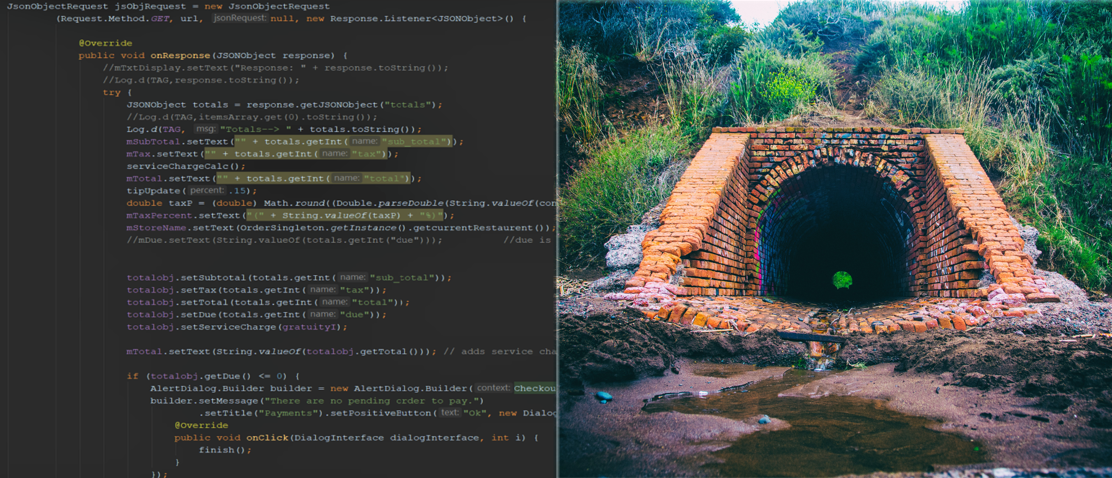 JsonObjectRequest jsObjRequest = new JsonObjectRequest
(Request.Method.GET, url, jsonRequest: null, new Response.Listener<JSONObject>() {
@Override
public void onResponse(JSONObject response) {
//mTxtDisplay.setText("Response: " + response.toString());
//Log.d(TAG,response.toString());
try {
JSONObject totals = response.getJSONObject("totals");
//Log.d(TAG,itemsArray.get(0).toString());
Log.d(TAG, msg: "Totals--> " + totals.toString());
mSubTotal.setText("" + totals.getInt( name: "sub_total"));
mTax.setText("" + totals.getInt( name: "tax"));
serviceChargeCalc();
mTotal.setText("" + totals.getInt( name: "total"));
tipUpdate( percent: .15);
double taxP = (double) Math.round((Double.parseDouble(String.valueOf(con
mTaxPercent.setText("(" + String.valueOf(taxP) + "%)");
mStoreName.setText(OrderSingleton.getInstance().getcurrentRestaurent());
//mDue.setText(String.valueOf(totals.getInt("due"))); //due is
totalobj.setSubtotal(totals.getInt( name: "sub_total"));
totalobj.setTax(totals.getInt( name: "tax"));
totalobj.setTotal(totals.getInt( name: "total"));
totalobj.setDue(totals.getInt( name: "due"));
totalobj.setServiceCharge(gratuityI);
mTotal.setText(String.valueOf(totalobj.getTotal())); // adds service cha
if (totalobj.getDue() <= 0) {
AlertDialog.Builder builder = new AlertDialog.Builder( context: Checkou
builder.setMessage("There are no pending order to pay.")
.setTitle("Payments").setPositiveButton( text: "Ok", new Dialog
@Override
public void onClick(DialogInterface dialogInterface, int i) {
finish();
}
});